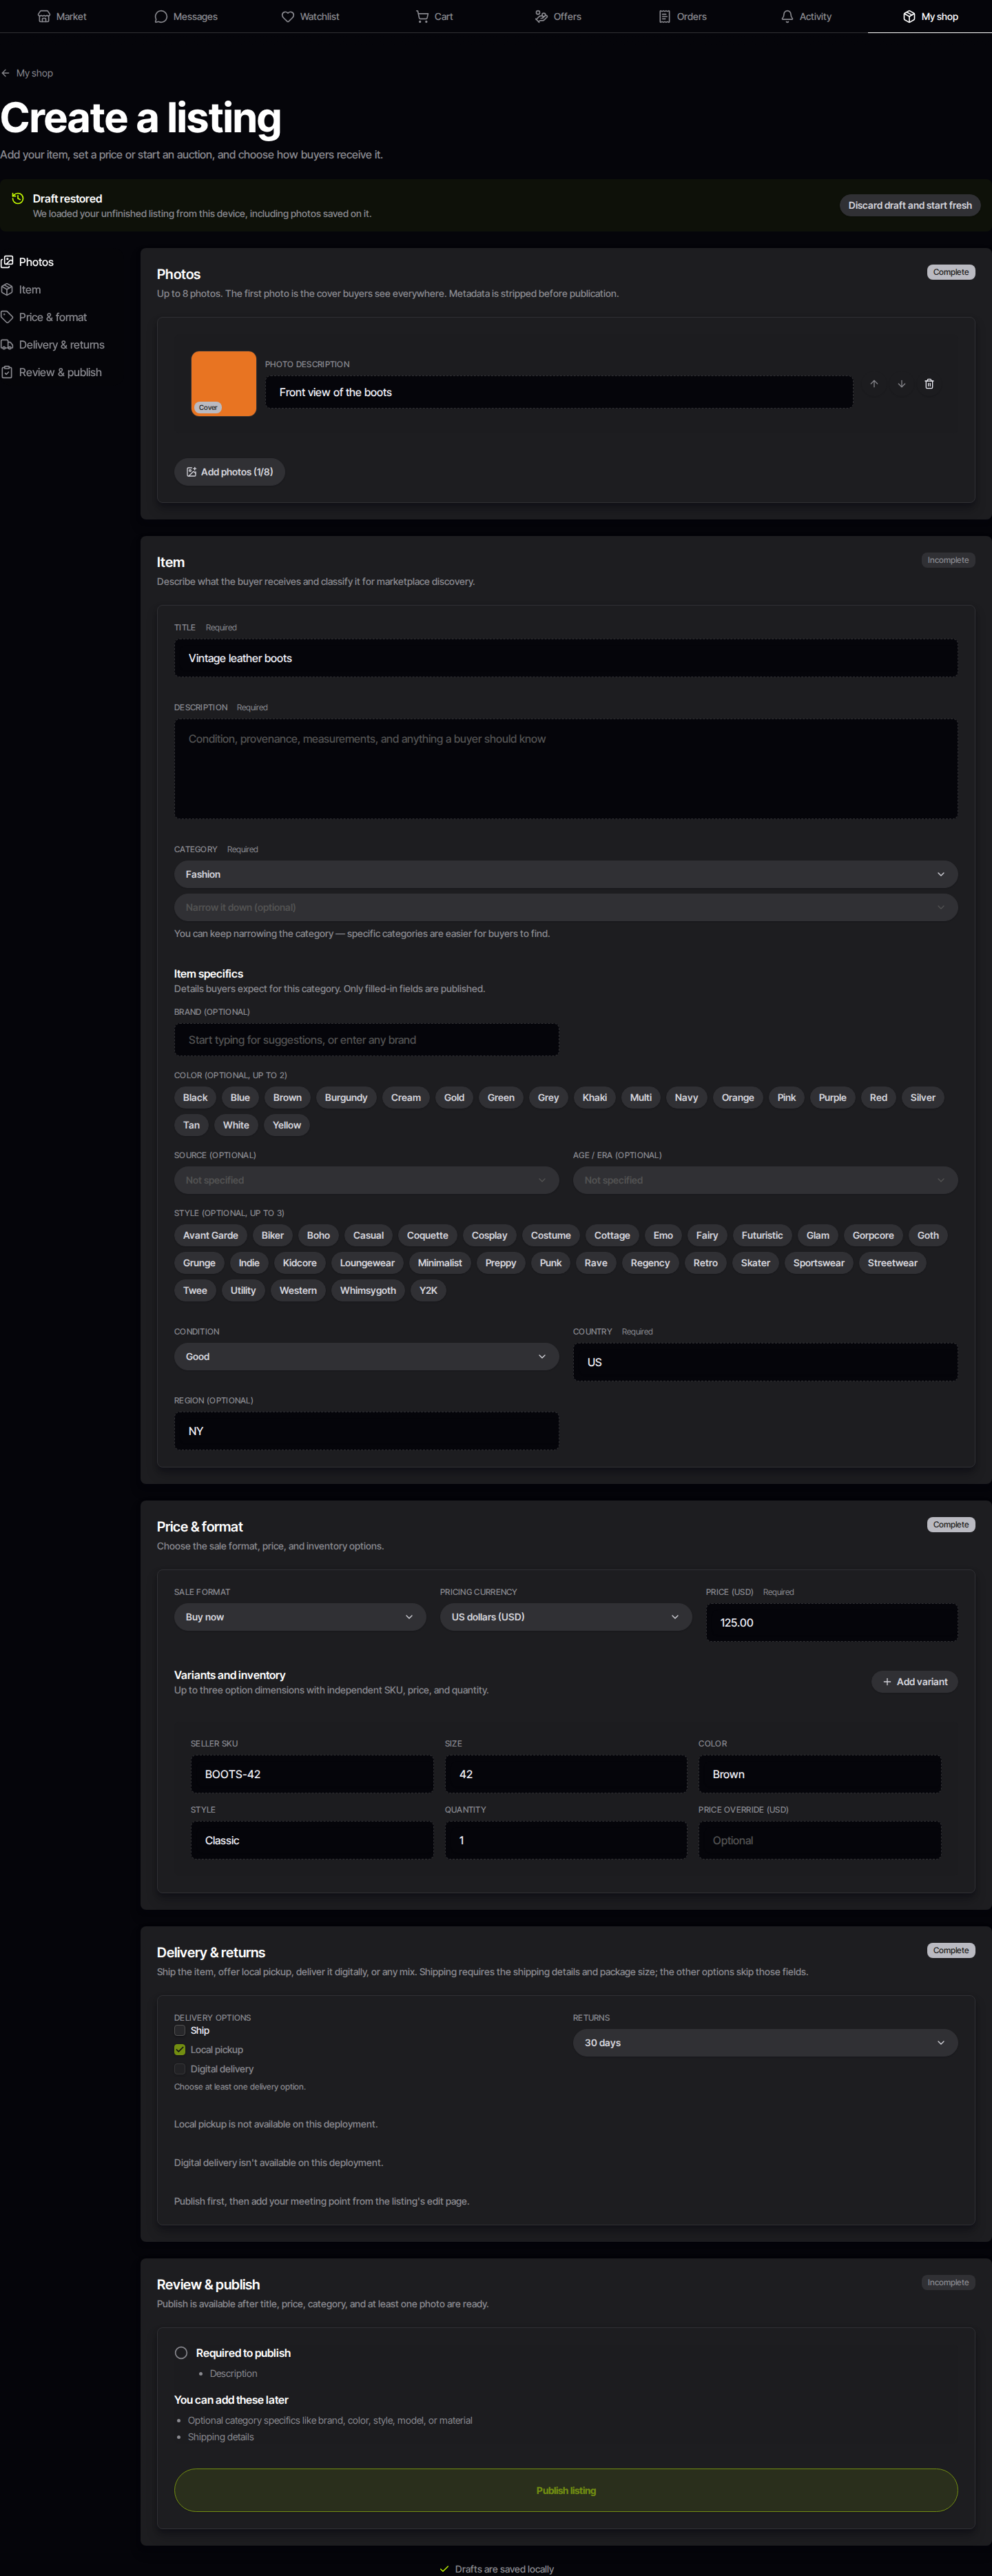 Market
Messages
Watchlist
Cart
Offers
Orders
Activity
My shop
My shop
Create a listing
Add your item, set a price or start an auction, and choose how buyers receive it.
Draft restored
We loaded your unfinished listing from this device, including photos saved on it.
Discard draft and start fresh
Photos
Item
Price & format
Delivery & returns
Review & publish
Photos
Complete
Up to 8 photos. The first photo is the cover buyers see everywhere. Metadata is stripped before publication.
Cover
PHOTO DESCRIPTION
Front view of the boots
Add photos (1/8)
Item
Incomplete
Describe what the buyer receives and classify it for marketplace discovery.
TITLE Required
Vintage leather boots
DESCRIPTION Required
Condition, provenance, measurements, and anything a buyer should know
CATEGORY Required
Fashion
Narrow it down (optional)
You can keep narrowing the category — specific categories are easier for buyers to find.
Item specifics
Details buyers expect for this category. Only filled-in fields are published.
BRAND (OPTIONAL)
Start typing for suggestions, or enter any brand
COLOR (OPTIONAL, UP TO 2)
Black Blue Brown Burgundy Cream Gold Green Grey Khaki Multi Navy Orange Pink Purple Red Silver
Tan White Yellow
SOURCE (OPTIONAL)
Not specified
AGE / ERA (OPTIONAL)
Not specified
STYLE (OPTIONAL, UP TO 3)
Avant Garde Biker Boho Casual Coquette Cosplay Costume Cottage Emo Fairy Futuristic Glam Gorpcore Goth
Grunge Indie Kidcore Loungewear Minimalist Preppy Punk Rave Regency Retro Skater Sportswear Streetwear
Twee Utility Western Whimsygoth Y2K
CONDITION
Good
COUNTRY Required
US
REGION (OPTIONAL)
NY
Price & format
Complete
Choose the sale format, price, and inventory options.
SALE FORMAT
Buy now
PRICING CURRENCY
US dollars (USD)
PRICE (USD) Required
125.00
Variants and inventory
Up to three option dimensions with independent SKU, price, and quantity.
Add variant
SELLER SKU
BOOTS-42
SIZE
42
COLOR
Brown
STYLE
Classic
QUANTITY
1
PRICE OVERRIDE (USD)
Optional
Delivery & returns
Complete
Ship the item, offer local pickup, deliver it digitally, or any mix. Shipping requires the shipping details and package size; the other options skip those fields.
DELIVERY OPTIONS
Ship
Local pickup
Digital delivery
Choose at least one delivery option.
RETURNS
30 days
Local pickup is not available on this deployment.
Digital delivery isn't available on this deployment.
Publish first, then add your meeting point from the listing's edit page.
Review & publish
Incomplete
Publish is available after title, price, category, and at least one photo are ready.
Required to publish
• Description
You can add these later
• Optional category specifics like brand, color, style, model, or material
• Shipping details
Publish listing
Drafts are saved locally